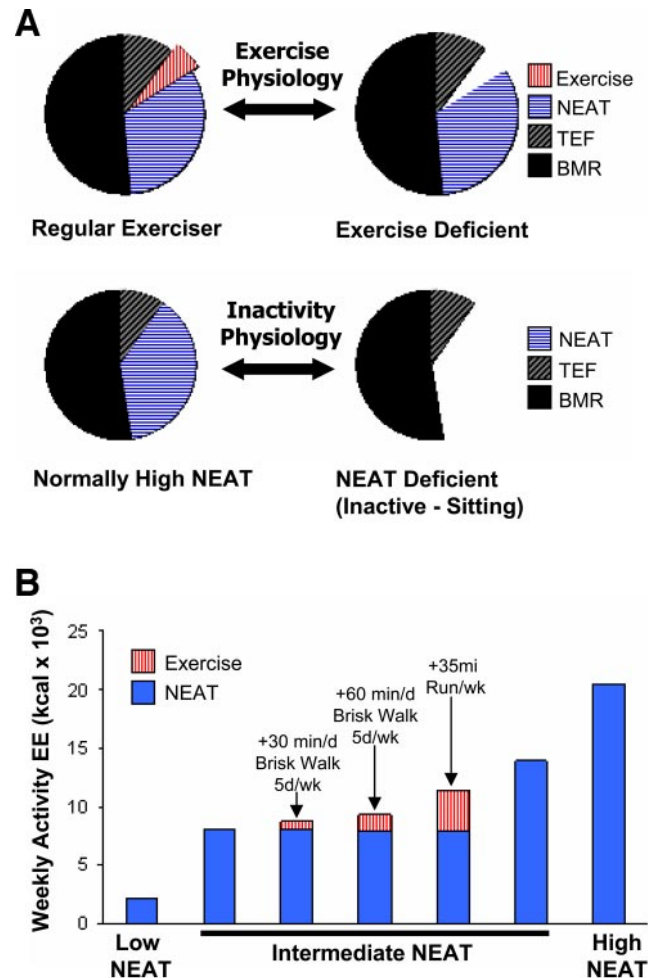 A
Exercise
Physiology
Exercise
NEAT
TEF
BMR
Regular Exerciser
Exercise Deficient
Inactivity
Physiology
NEAT
TEF
BMR
Normally High NEAT
NEAT Deficient
(Inactive - Sitting)
B
Weekly Activity EE (kcal x 10³)
25
20
15
10
5
0
Exercise
NEAT
+30 min/d
Brisk Walk
5d/wk
+60 min/d
Brisk Walk
5d/wk
+35mi
Run/wk
Low
NEAT
Intermediate NEAT
High
NEAT